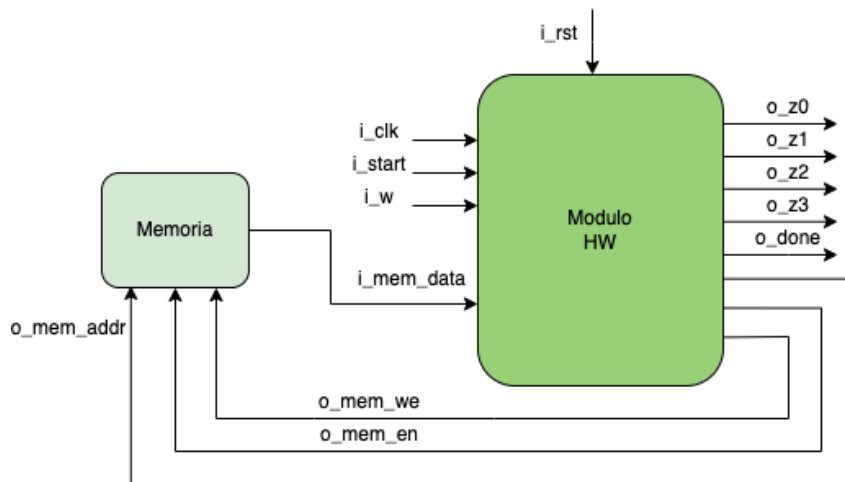 i_rst
i_clk
i_start
i_w
i_mem_data
Memoria
Modulo
HW
o_z0
o_z1
o_z2
o_z3
o_done
o_mem_addr
o_mem_we
o_mem_en